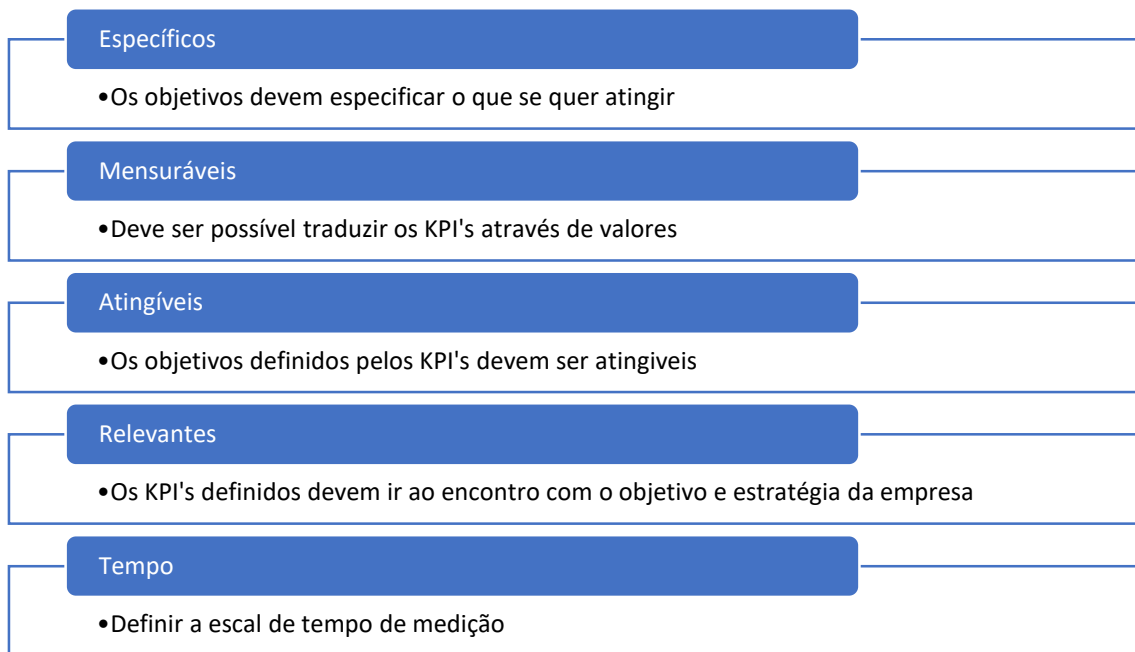 Específicos
•Os objetivos devem especificar o que se quer atingir
Mensuráveis
•Deve ser possível traduzir os KPI's através de valores
Atingíveis
•Os objetivos definidos pelos KPI's devem ser atingiveis
Relevantes
•Os KPI's definidos devem ir ao encontro com o objetivo e estratégia da empresa
Tempo
•Definir a escal de tempo de medição